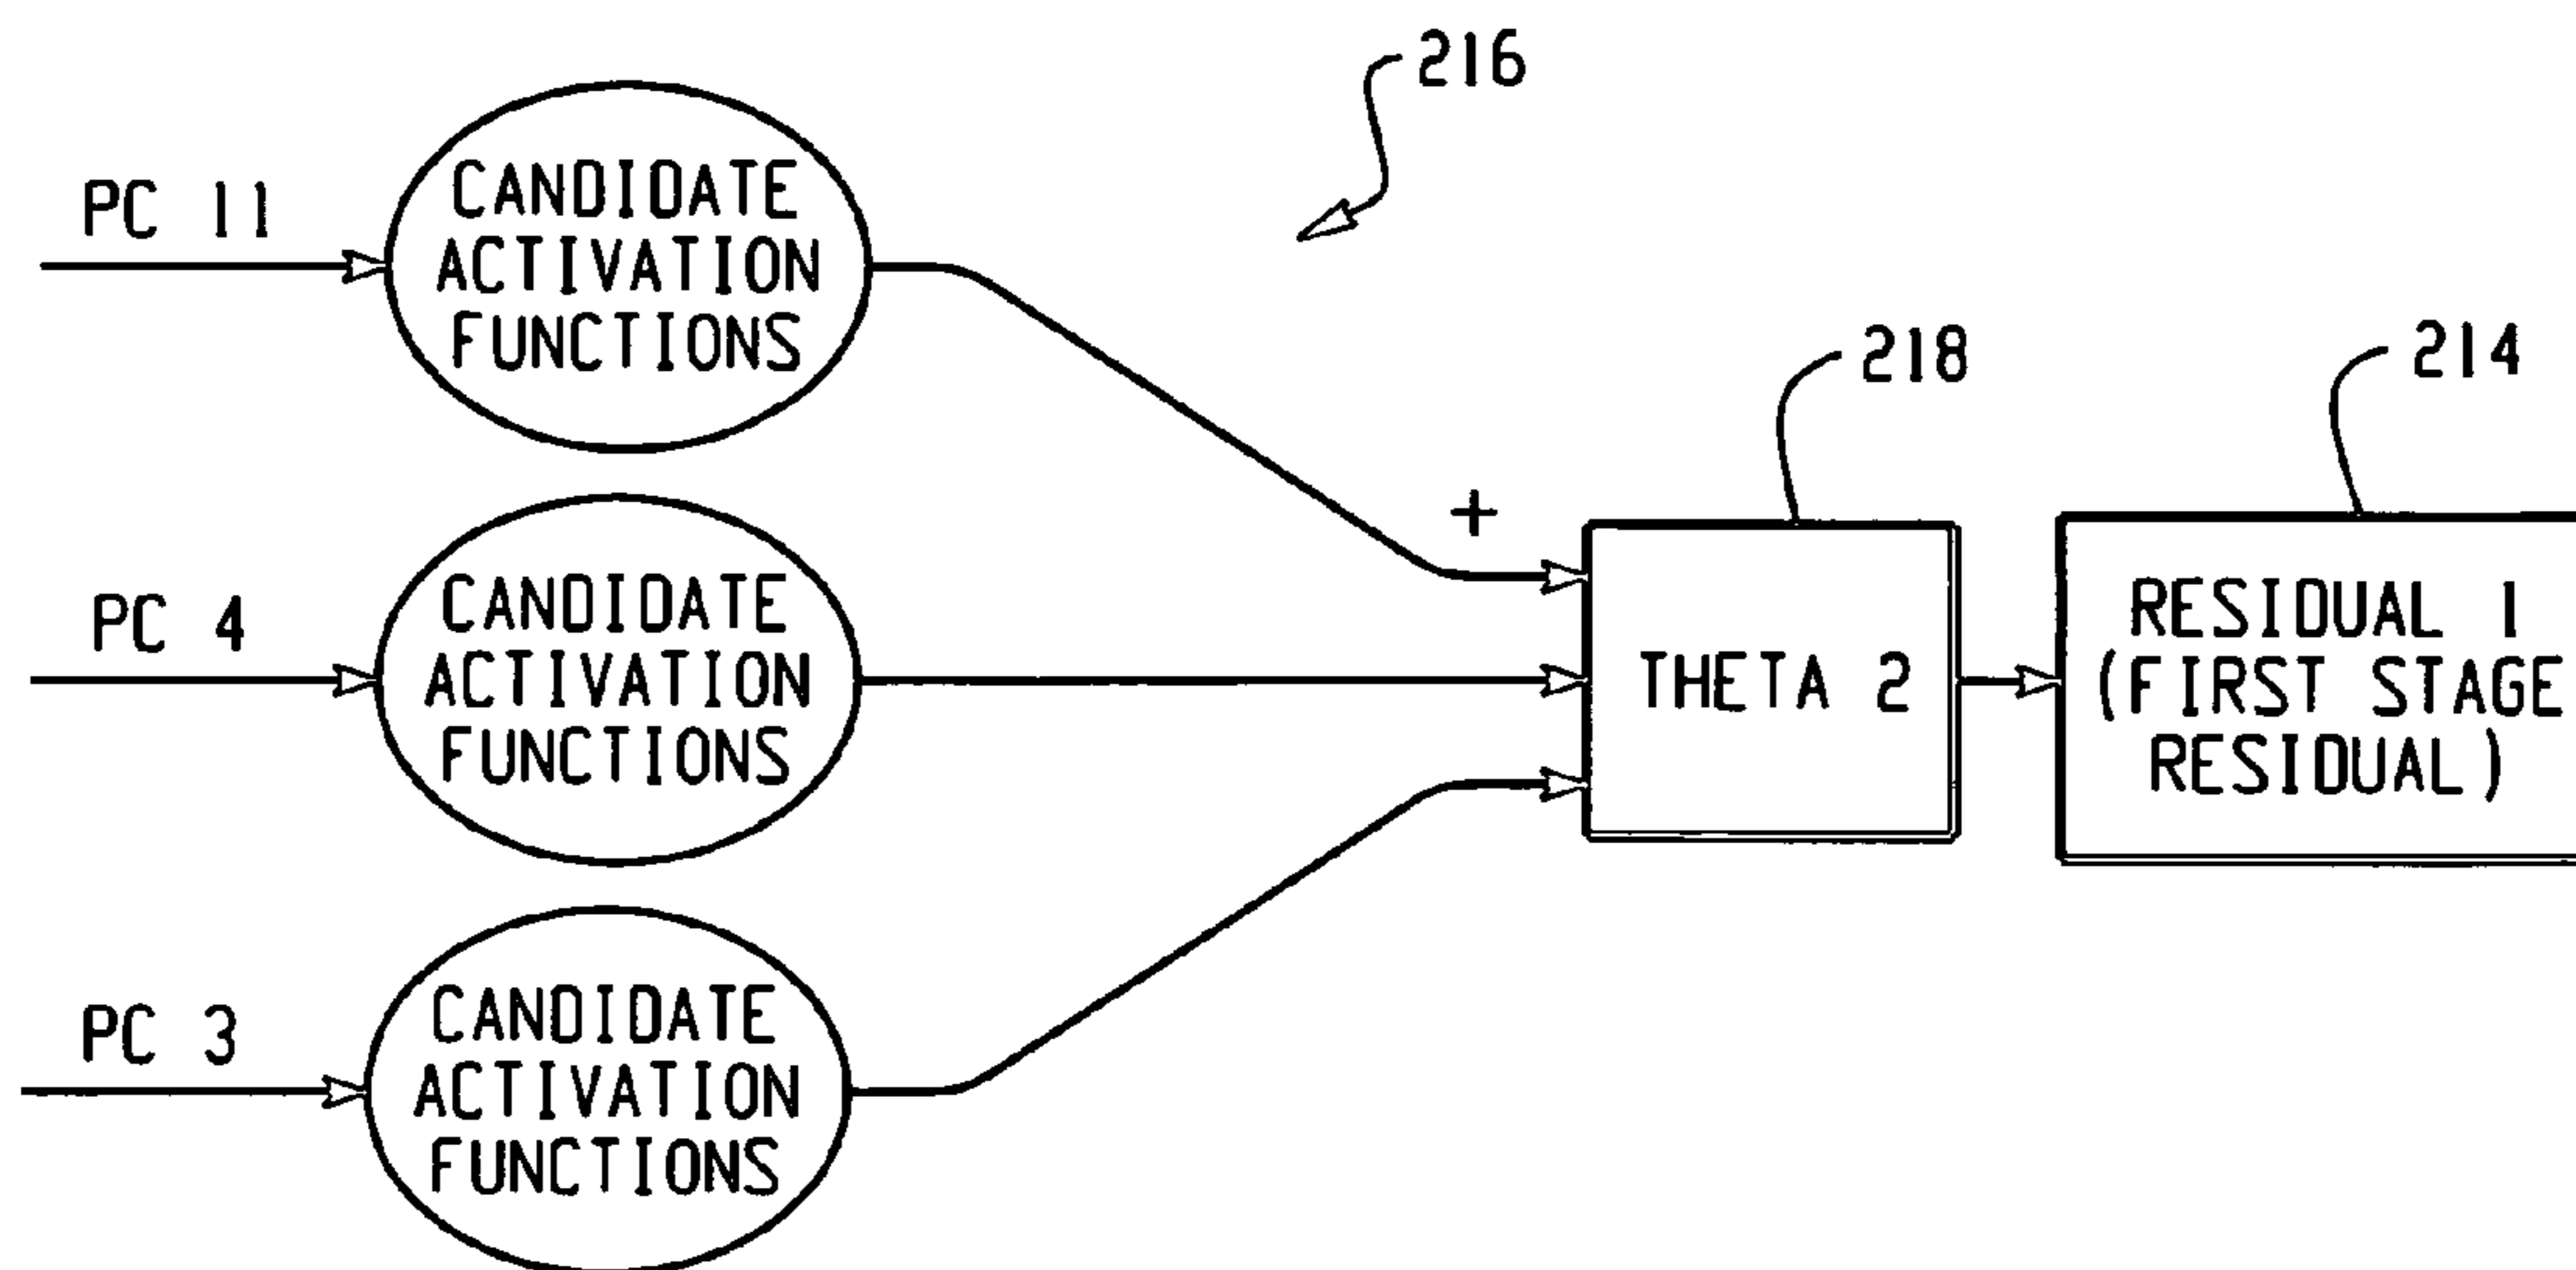 216
PC 11
CANDIDATE
ACTIVATION
FUNCTIONS
218
214
+
PC 4
CANDIDATE
ACTIVATION
FUNCTIONS
THETA 2
RESIDUAL 1
(FIRST STAGE
RESIDUAL)
PC 3
CANDIDATE
ACTIVATION
FUNCTIONS